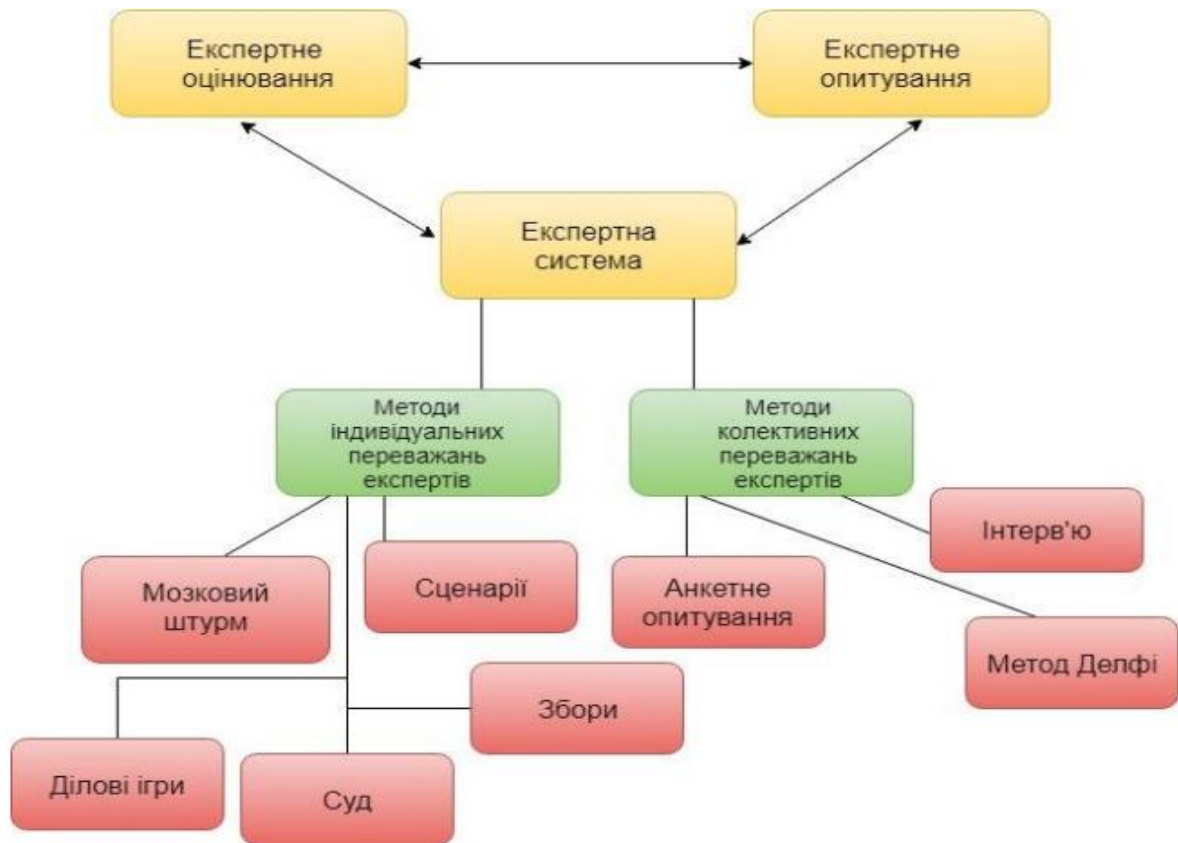 Експертне
оцінювання
Експертне
опитування
Експертна
система
Методи
індивідуальних
переважань
експертів
Методи
колективних
переважань
експертів
Інтерв'ю
Сценарії
Мозковий
штурм
Анкетне
опитування
Метод Делфі
Збори
Ділові ігри
Суд